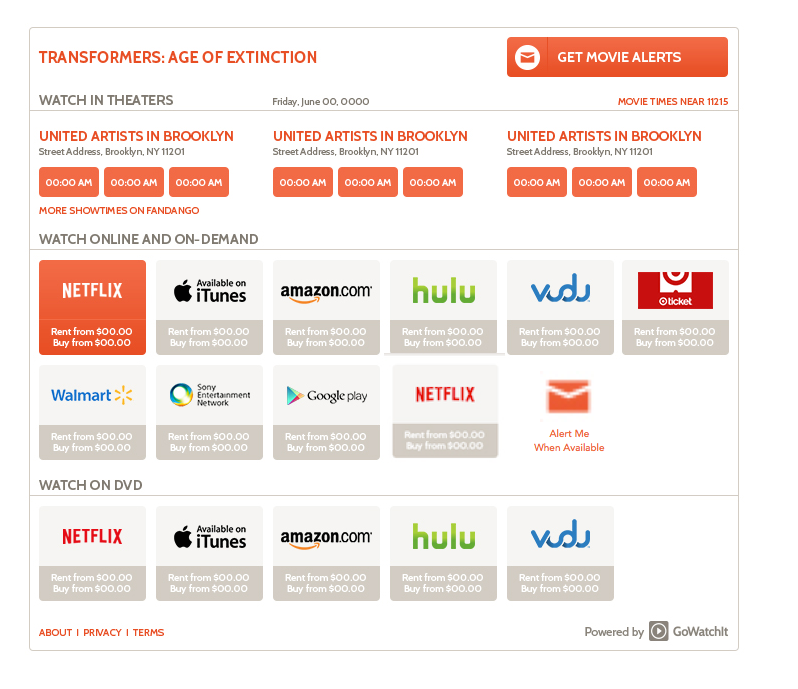 TRANSFORMERS: AGE OF EXTINCTION
GET MOVIE ALERTS
WATCH IN THEATERS
Friday, June 00, 0000
MOVIE TIMES NEAR 11215
UNITED ARTISTS IN BROOKLYN
Street Address, Brooklyn, NY 11201
00:00 AM 00:00 AM 00:00 AM
MORE SHOWTIMES ON FANDANGO
UNITED ARTISTS IN BROOKLYN
Street Address, Brooklyn, NY 11201
00:00 AM 00:00 AM 00:00 AM
UNITED ARTISTS IN BROOKLYN
Street Address, Brooklyn, NY 11201
00:00 AM 00:00 AM 00:00 AM
WATCH ONLINE AND ON-DEMAND
NETFLIX
Rent from $00.00
Buy from $00.00
Available on
iTunes
Rent from $00.00
Buy from $00.00
amazon.com
Rent from $00.00
Buy from $00.00
hulu
Rent from $00.00
Buy from $00.00
vudu
Rent from $00.00
Buy from $00.00
ticket
Rent from $00.00
Buy from $00.00
Walmart
Rent from $00.00
Buy from $00.00
Sony
Entertainment
Network
Rent from $00.00
Buy from $00.00
Google play
Rent from $00.00
Buy from $00.00
NETFLIX
Rent from $00.00
Buy from $00.00
Alert Me
When Available
WATCH ON DVD
NETFLIX
Rent from $00.00
Buy from $00.00
Available on
iTunes
Rent from $00.00
Buy from $00.00
amazon.com
Rent from $00.00
Buy from $00.00
hulu
Rent from $00.00
Buy from $00.00
vudu
Rent from $00.00
Buy from $00.00
ABOUT | PRIVACY | TERMS
Powered by GoWatchIt